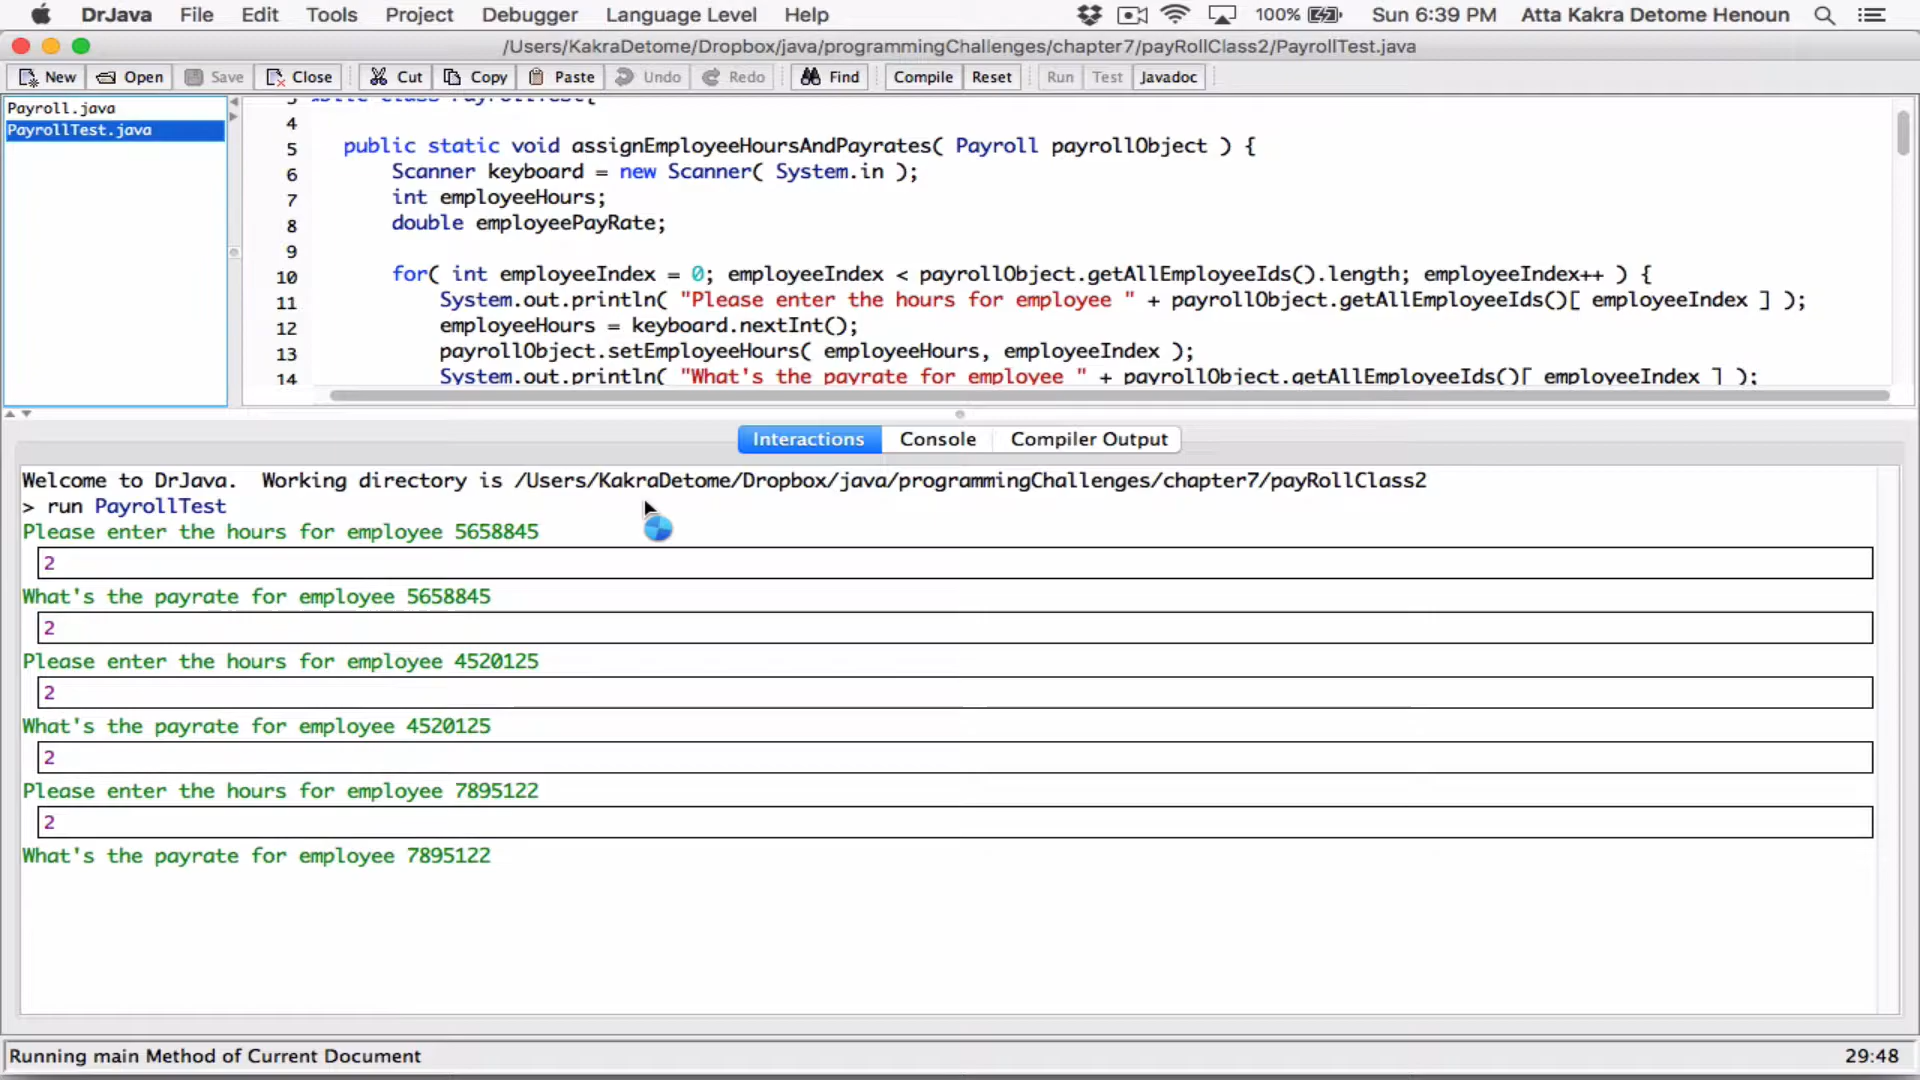 DrJava File Edit Tools Project Debugger Language Level Help 100% Sun 6:39 PM Atta Kakra Detome Henoun
/Users/KakraDetome/Dropbox/java/programmingChallenges/chapter7/payRollClass2/PayrollTest.java
New Open Save Close Cut Copy Paste Undo Redo Find Compile Reset Run Test Javadoc
Payroll.java
PayrollTest.java
3 public class PayrollTest{
4
5 public static void assignEmployeeHoursAndPayrates( Payroll payrollObject ) {
6 Scanner keyboard = new Scanner( System.in );
7 int employeeHours;
8 double employeePayRate;
9
10 for( int employeeIndex = 0; employeeIndex < payrollObject.getAllEmployeeIds().length; employeeIndex++ ) {
11 System.out.println( "Please enter the hours for employee " + payrollObject.getAllEmployeeIds()[ employeeIndex ] );
12 employeeHours = keyboard.nextInt();
13 payrollObject.setEmployeeHours( employeeHours, employeeIndex );
14 System.out.println( "What's the payrate for employee " + payrollObject.getAllEmployeeIds()[ employeeIndex ] );
Interactions Console Compiler Output
Welcome to DrJava. Working directory is /Users/KakraDetome/Dropbox/java/programmingChallenges/chapter7/payRollClass2
> run PayrollTest
Please enter the hours for employee 5658845
2
What's the payrate for employee 5658845
2
Please enter the hours for employee 4520125
2
What's the payrate for employee 4520125
2
Please enter the hours for employee 7895122
2
What's the payrate for employee 7895122
Running main Method of Current Document 29:48